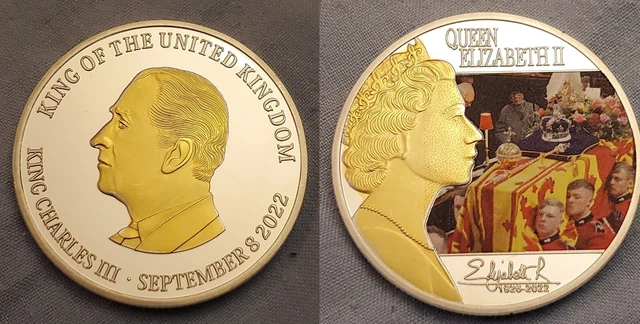 KING OF THE UNITED KINGDOM
KING CHARLES III · SEPTEMBER 8 2022
QUEEN
ELIZABETH II
Elizabeth R
1926-2022